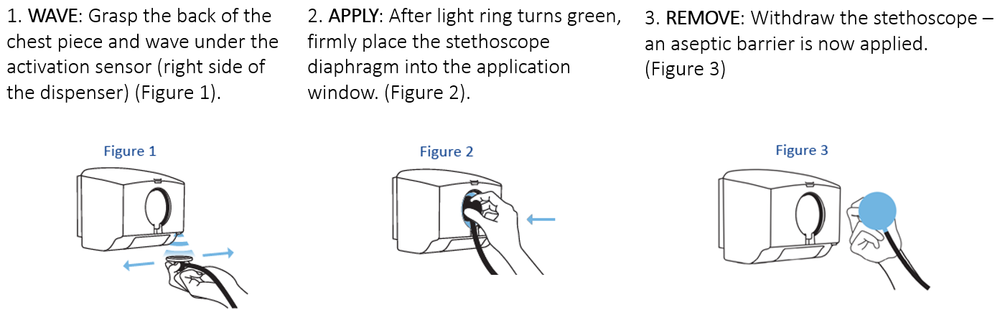 1. WAVE: Grasp the back of the
chest piece and wave under the
activation sensor (right side of
the dispenser) (Figure 1).
2. APPLY: After light ring turns green,
firmly place the stethoscope
diaphragm into the application
window. (Figure 2).
3. REMOVE: Withdraw the stethoscope –
an aseptic barrier is now applied.
(Figure 3)
Figure 1
Figure 2
Figure 3